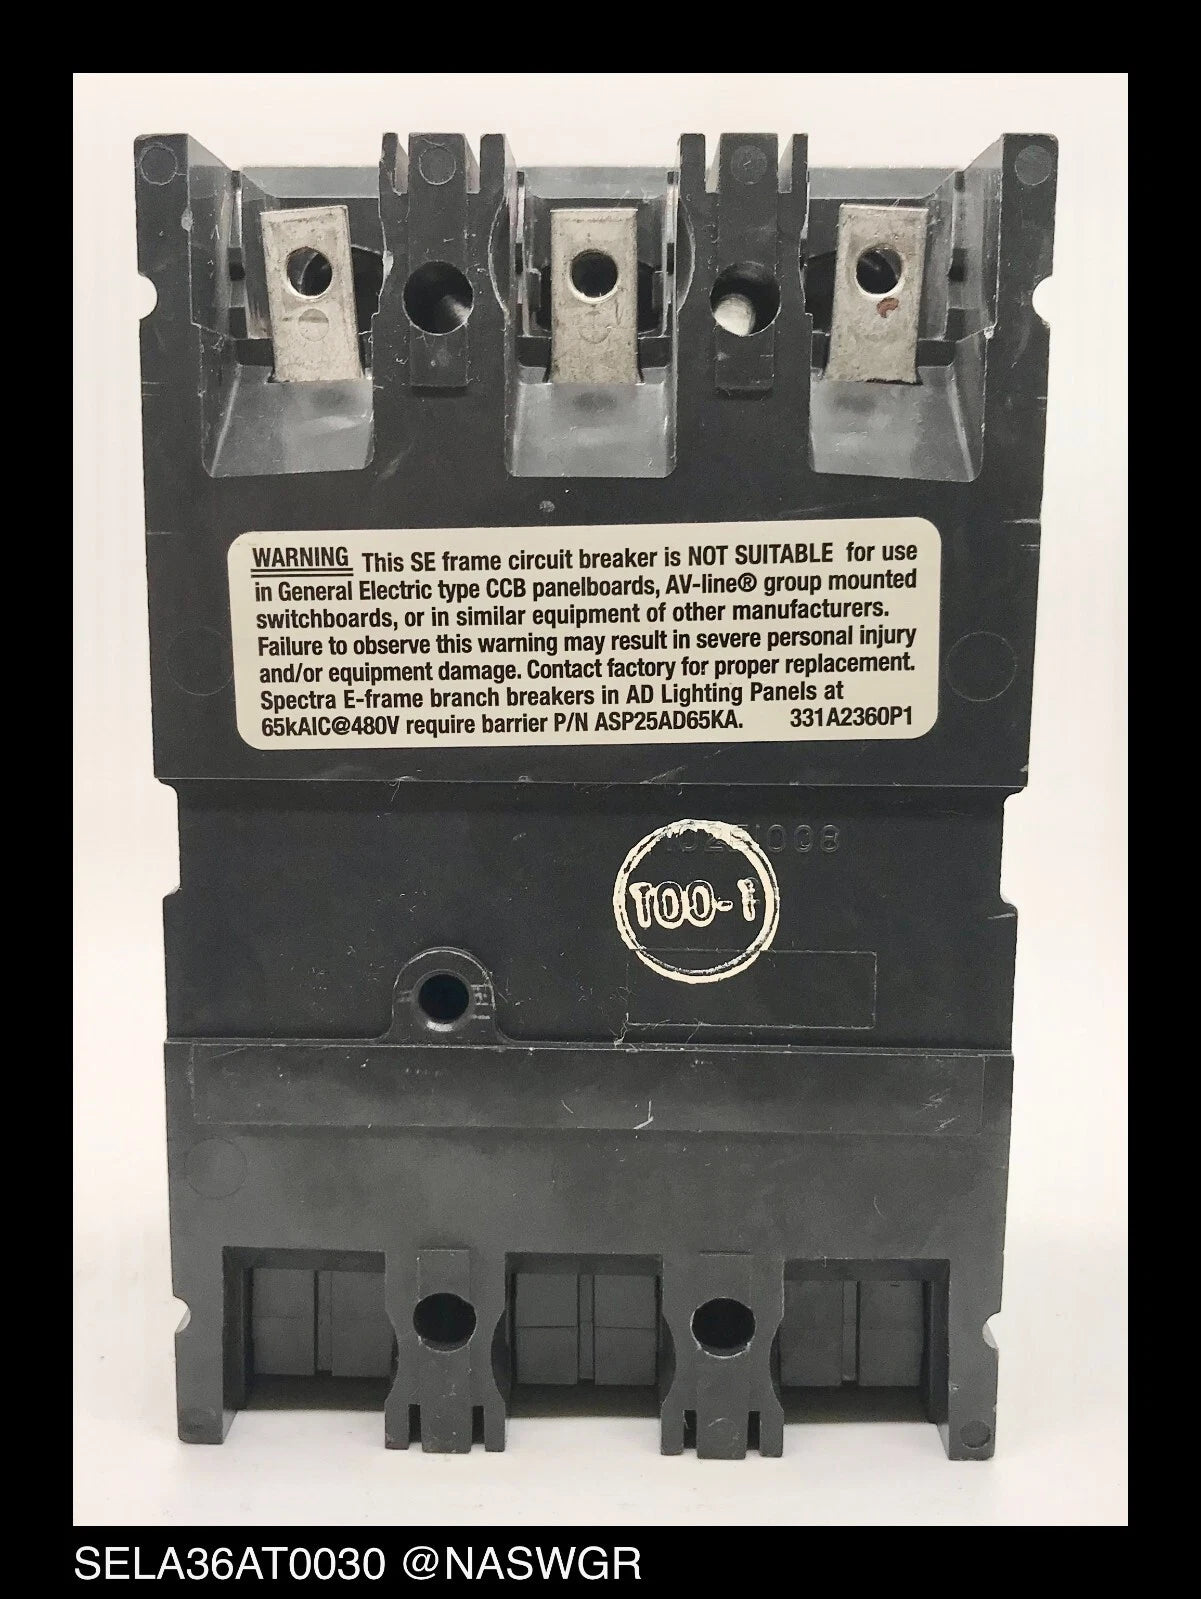 WARNING This SE frame circuit breaker is NOT SUITABLE for use
in General Electric type CCB panelboards, AV-line® group mounted
switchboards, or in similar equipment of other manufacturers.
Failure to observe this warning may result in severe personal injury
and/or equipment damage. Contact factory for proper replacement.
Spectra E-frame branch breakers in AD Lighting Panels at
65kAIC@480V require barrier P/N ASP25AD65KA. 331A2360P1
T00-1
SELA36AT0030 @NASWGR